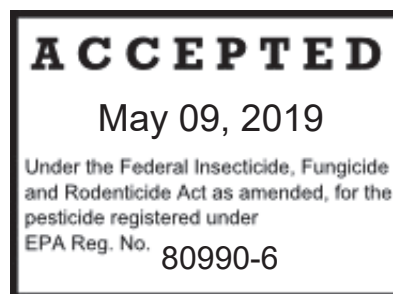 ACCEPTED
May 09, 2019
Under the Federal Insecticide, Fungicide
and Rodenticide Act as amended, for the
pesticide registered under
EPA Reg. No. 80990-6